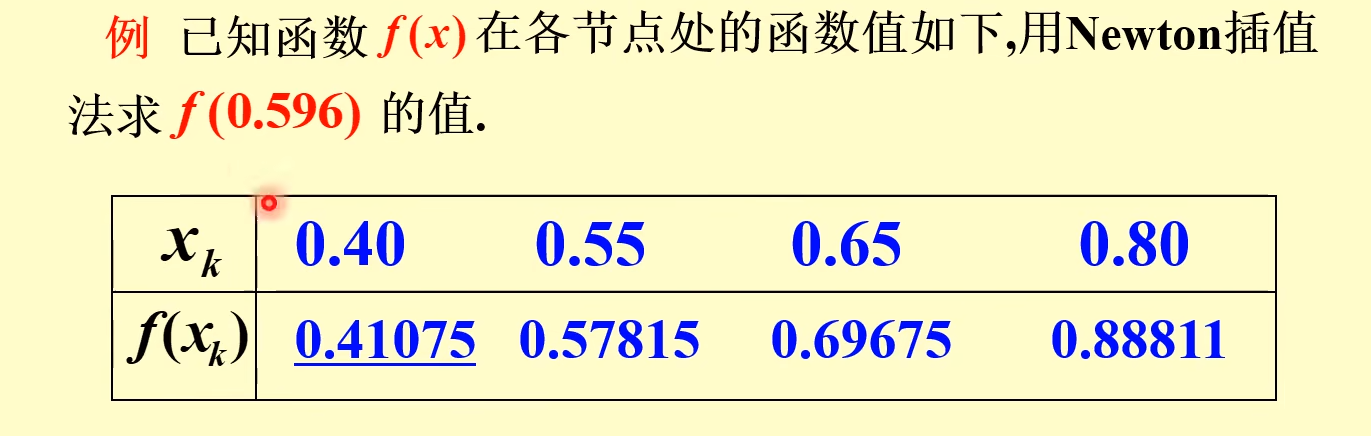 例 已知函数 f(x) 在各节点处的函数值如下,用Newton插值
法求 f(0.596) 的值.
xₖ 0.40 0.55 0.65 0.80
f(xₖ) 0.41075 0.57815 0.69675 0.88811